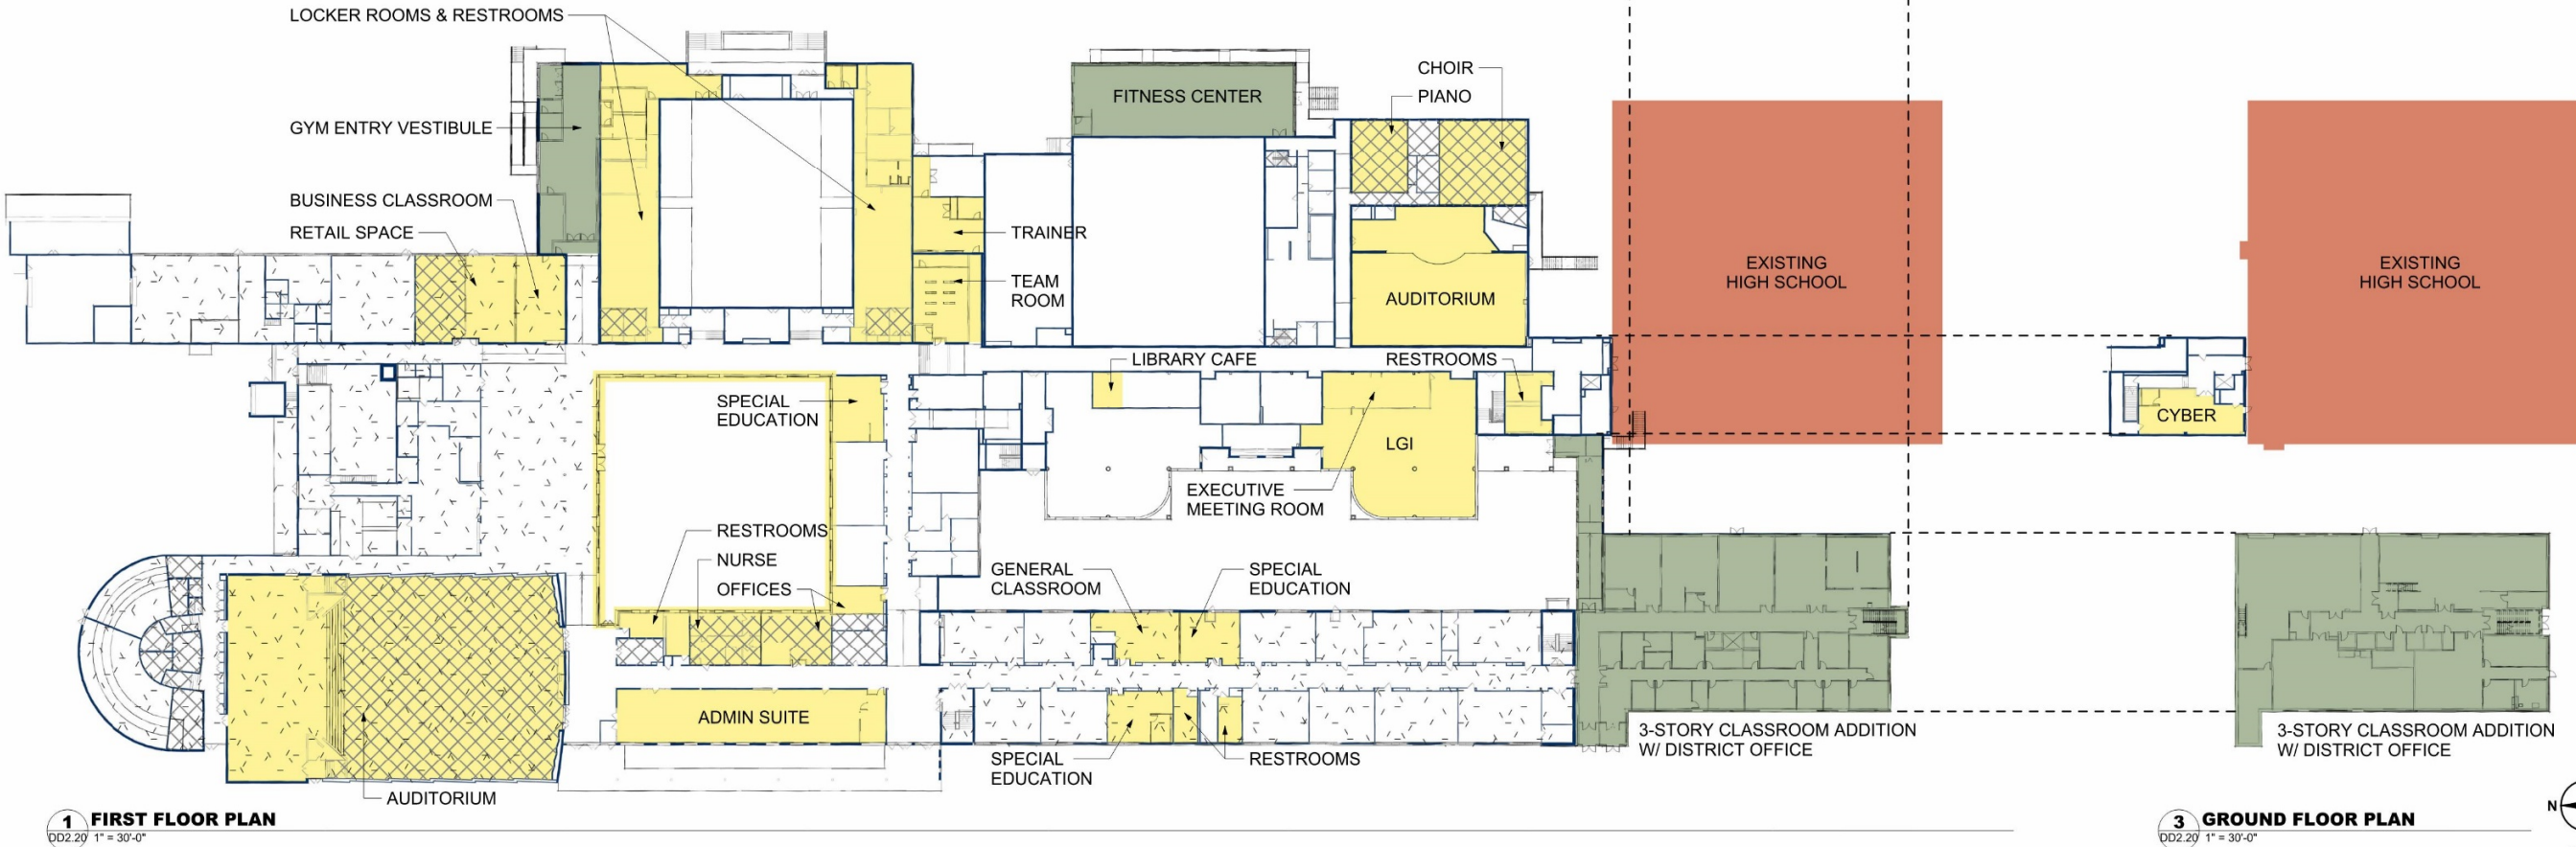 LOCKER ROOMS & RESTROOMS
GYM ENTRY VESTIBULE
BUSINESS CLASSROOM
RETAIL SPACE
FITNESS CENTER
CHOIR
PIANO
TRAINER
TEAM
ROOM
AUDITORIUM
EXISTING
HIGH SCHOOL
EXISTING
HIGH SCHOOL
LIBRARY CAFE
RESTROOMS
SPECIAL
EDUCATION
CYBER
LGI
EXECUTIVE
MEETING ROOM
RESTROOMS
NURSE
OFFICES
GENERAL
CLASSROOM
SPECIAL
EDUCATION
ADMIN SUITE
SPECIAL
EDUCATION
RESTROOMS
3-STORY CLASSROOM ADDITION
W/ DISTRICT OFFICE
3-STORY CLASSROOM ADDITION
W/ DISTRICT OFFICE
AUDITORIUM
1 FIRST FLOOR PLAN
DD2.20 1" = 30'-0"
3 GROUND FLOOR PLAN
DD2.20 1" = 30'-0"
N